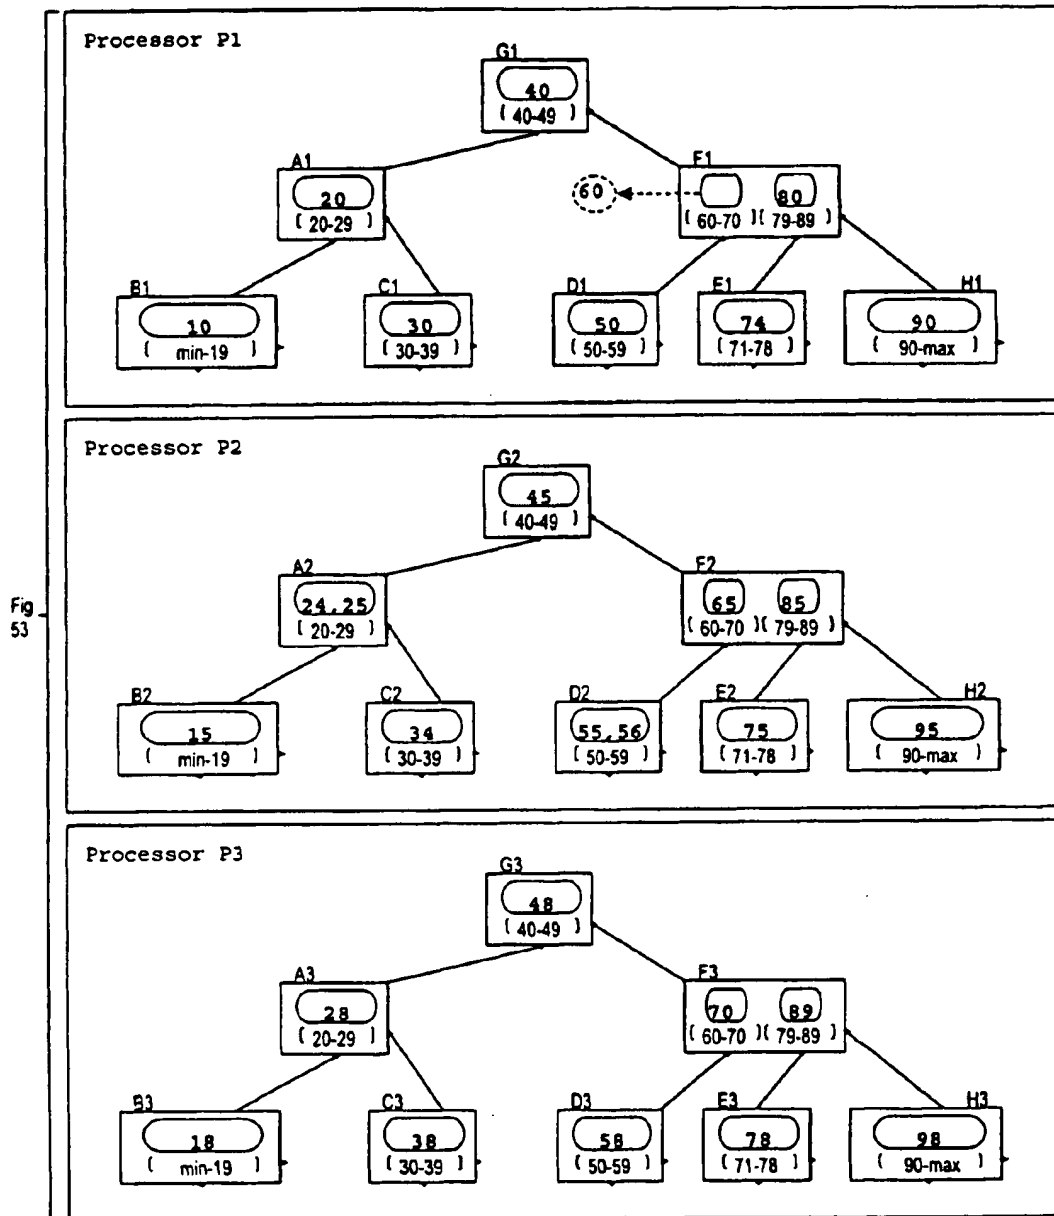 Processor P1
G1
40
( 40-49 )
A1
20
( 20-29 )
60
F1
80
( 60-70 )( 79-89 )
B1
10
( min-19 )
C1
30
( 30-39 )
D1
50
( 50-59 )
E1
74
( 71-78 )
H1
90
( 90-max )
Processor P2
G2
45
( 40-49 )
A2
24,25
( 20-29 )
F2
65 85
( 60-70 )( 79-89 )
Fig
53
B2
15
( min-19 )
C2
34
( 30-39 )
D2
55,56
( 50-59 )
E2
75
( 71-78 )
H2
95
( 90-max )
Processor P3
G3
48
( 40-49 )
A3
28
( 20-29 )
F3
70 89
( 60-70 )( 79-89 )
B3
18
( min-19 )
C3
38
( 30-39 )
D3
58
( 50-59 )
E3
78
( 71-78 )
H3
98
( 90-max )